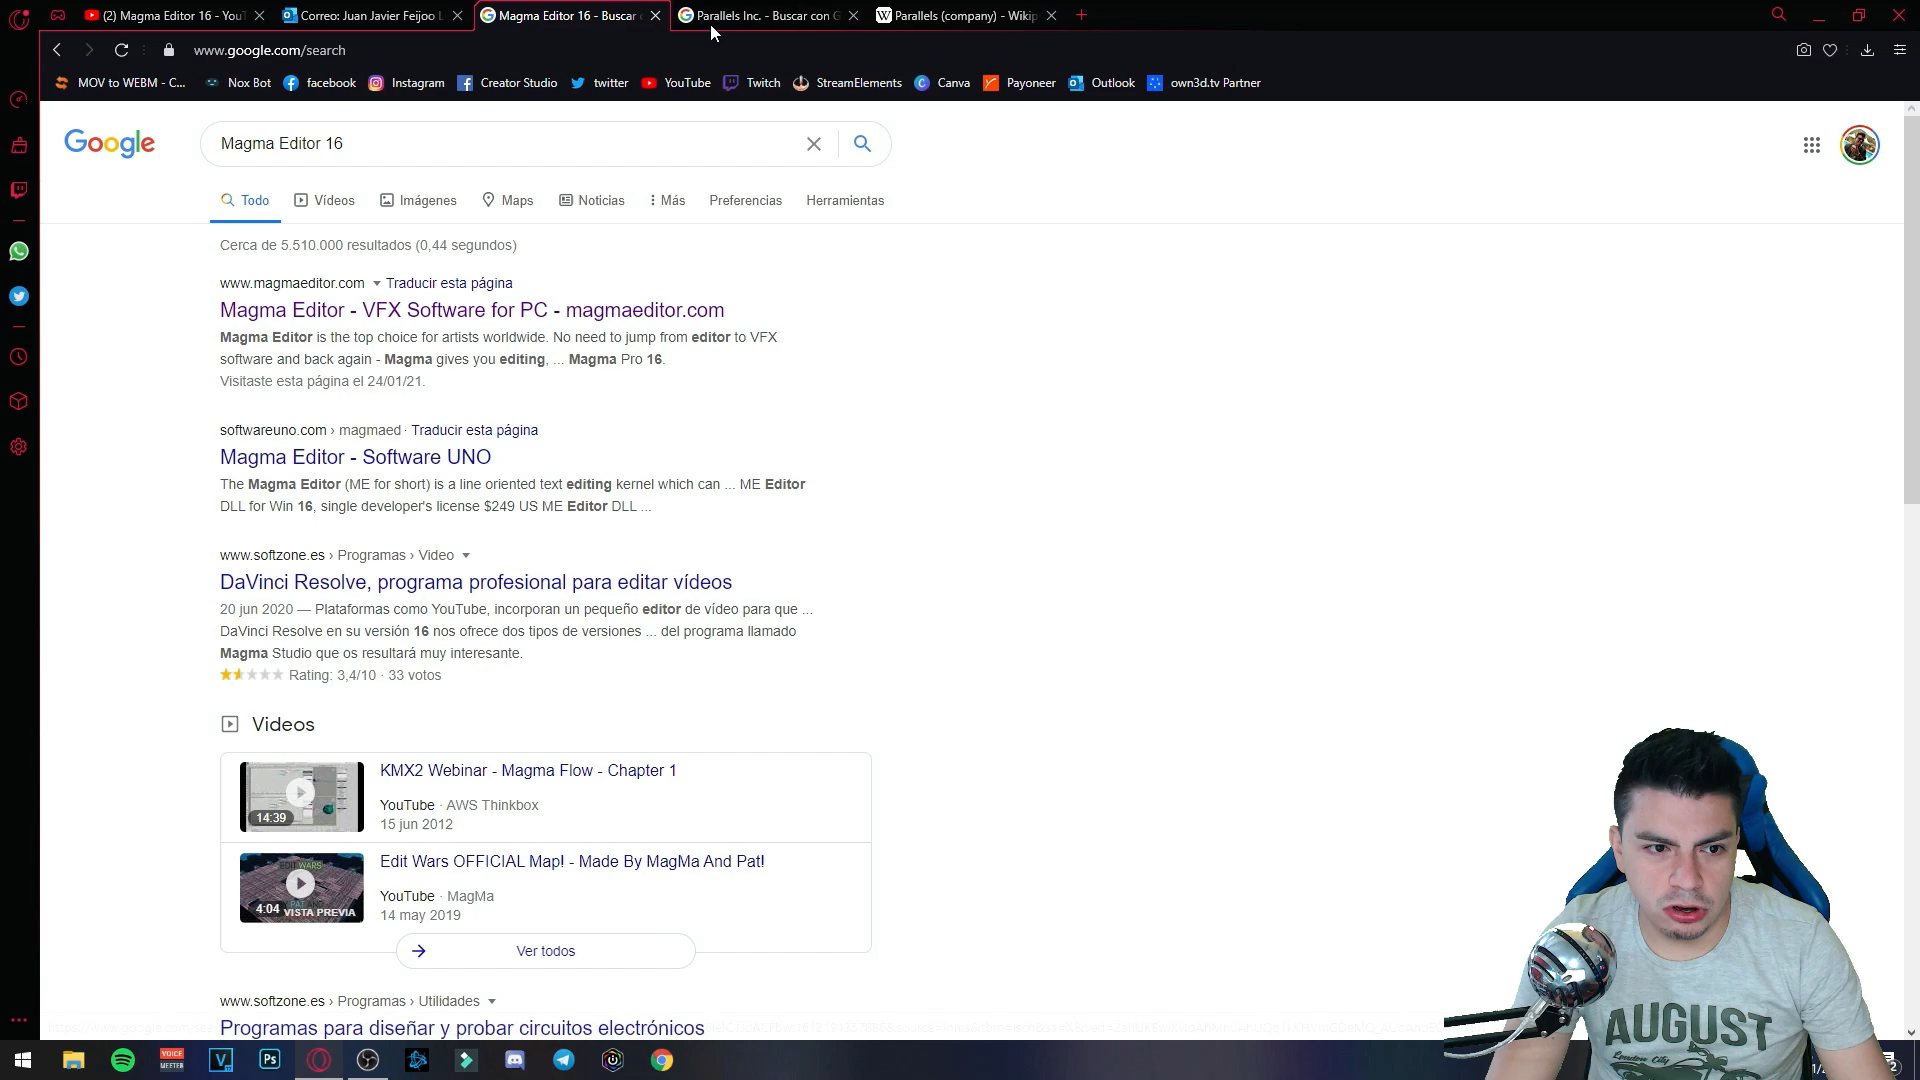 (2) Magma Editor 16 - YouT
Correo: Juan Javier Feijoo L
Magma Editor 16 - Buscar
Parallels Inc. - Buscar con G
Parallels (company) - Wikip
www.google.com/search
MOV to WEBM - C...
Nox Bot
facebook
Instagram
Creator Studio
twitter
YouTube
Twitch
StreamElements
Canva
Payoneer
Outlook
own3d.tv Partner
Google
Magma Editor 16
Todo
Vídeos
Imágenes
Maps
Noticias
Más
Preferencias
Herramientas
Cerca de 5.510.000 resultados (0,44 segundos)
www.magmaeditor.com Traducir esta página
Magma Editor - VFX Software for PC - magmaeditor.com
Magma Editor is the top choice for artists worldwide. No need to jump from editor to VFX
software and back again - Magma gives you editing, ... Magma Pro 16.
Visitaste esta página el 24/01/21.
softwareuno.com › magmaed · Traducir esta página
Magma Editor - Software UNO
The Magma Editor (ME for short) is a line oriented text editing kernel which can ... ME Editor
DLL for Win 16, single developer's license $249 US ME Editor DLL ...
www.softzone.es › Programas › Video
DaVinci Resolve, programa profesional para editar vídeos
20 jun 2020 — Plataformas como YouTube, incorporan un pequeño editor de vídeo para que ...
DaVinci Resolve en su versión 16 nos ofrece dos tipos de versiones ... del programa llamado
Magma Studio que os resultará muy interesante.
Rating: 3,4/10 · 33 votos
Videos
14:39
KMX2 Webinar - Magma Flow - Chapter 1
YouTube · AWS Thinkbox
15 jun 2012
EDIT WARS
PAT AND
4:04 VISTA PREVIA
Edit Wars OFFICIAL Map! - Made By MagMa And Pat!
YouTube · MagMa
14 may 2019
Ver todos
www.softzone.es › Programas › Utilidades
Programas para diseñar y probar circuitos electrónicos
VOICE
MEETER
V
Ps
AUGUST
London City
2